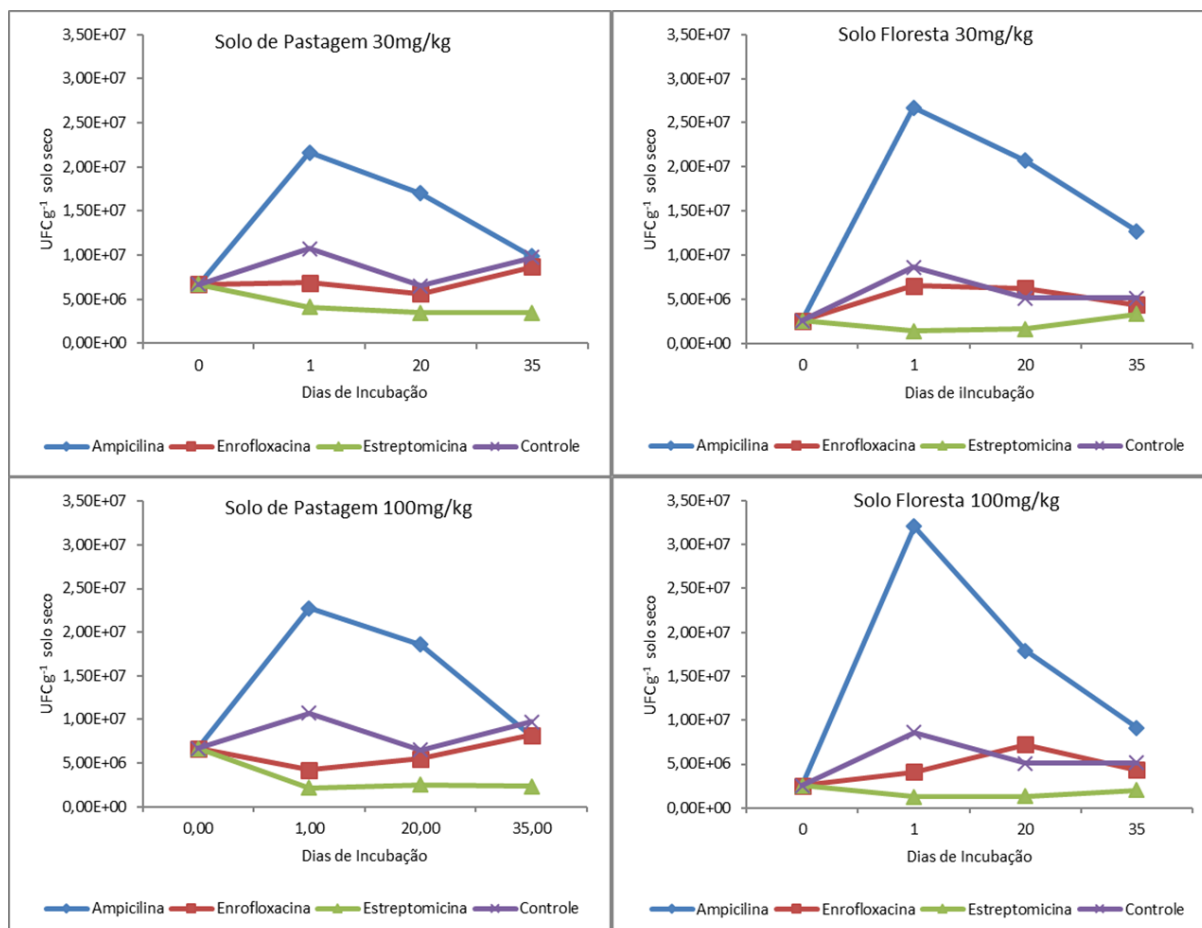 Solo de Pastagem 30mg/kg
3,50E+07
3,00E+07
2,50E+07
2,00E+07
1,50E+07
1,00E+07
5,00E+06
0,00E+00
UFCg⁻¹ solo seco
0 1 20 35
Dias de Incubação
Ampicilina Enrofloxacina Estreptomicina Controle
Solo Floresta 30mg/kg
3,50E+07
3,00E+07
2,50E+07
2,00E+07
1,50E+07
1,00E+07
5,00E+06
0,00E+00
UFCg⁻¹ solo seco
0 1 20 35
Dias de iIncubação
Ampicilina Enrofloxacina Estreptomicina Controle
Solo de Pastagem 100mg/kg
3,50E+07
3,00E+07
2,50E+07
2,00E+07
1,50E+07
1,00E+07
5,00E+06
0,00E+00
UFCg⁻¹ solo seco
0,00 1,00 20,00 35,00
Dias de Incubação
Ampicilina Enrofloxacina Estreptomicina Controle
Solo Floresta 100mg/kg
3,50E+07
3,00E+07
2,50E+07
2,00E+07
1,50E+07
1,00E+07
5,00E+06
0,00E+00
UFCg⁻¹ solo seco
0 1 20 35
Dias de Incubação
Ampicilina Enrofloxacina Estreptomicina Controle